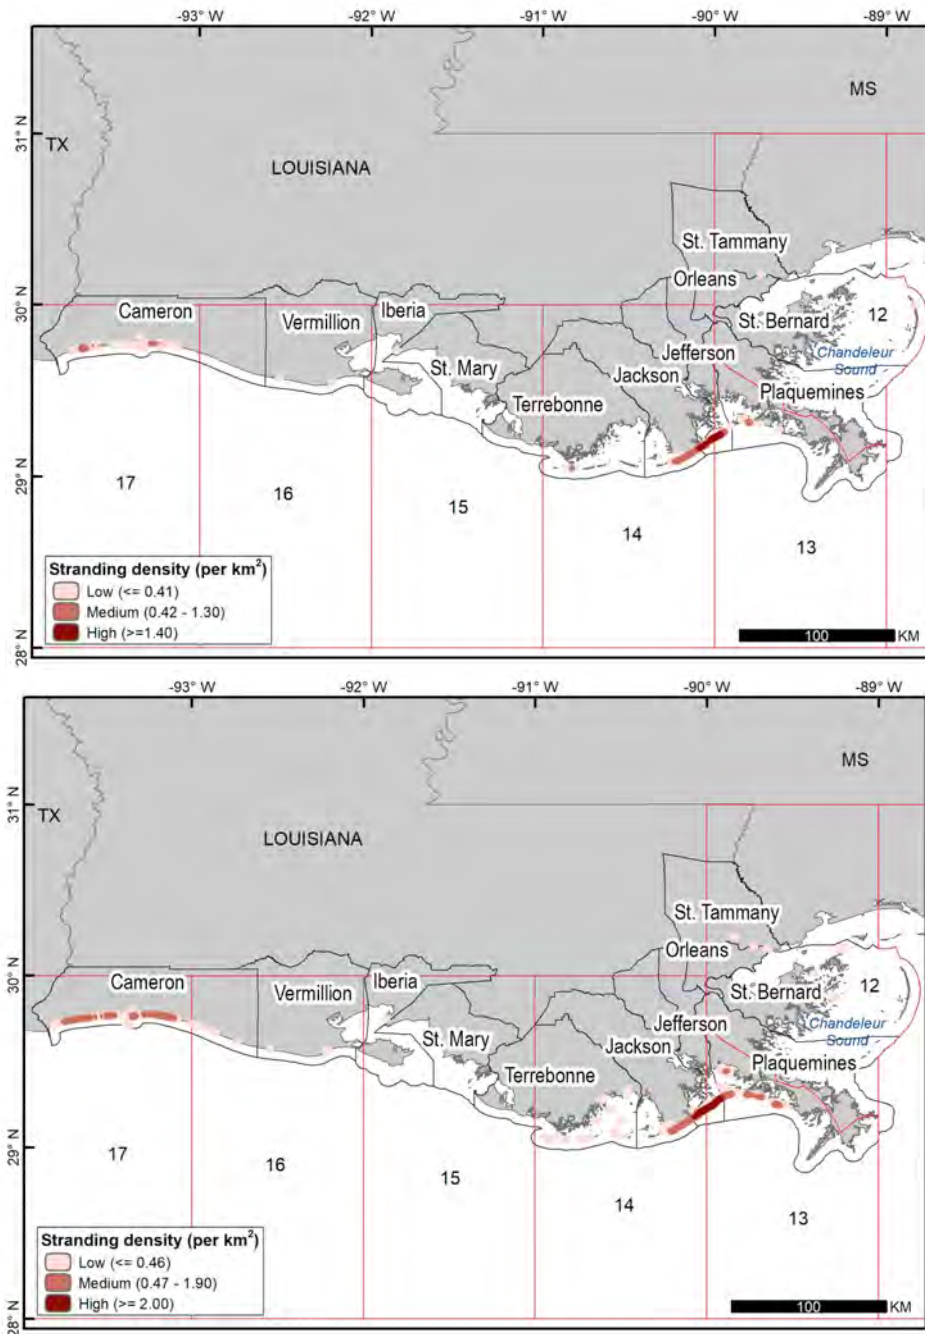 -93° W -92° W -91° W -90° W -89° W
MS
31° N
TX
LOUISIANA
St. Tammany
Orleans
30° N
Cameron
Iberia
Vermillion
St. Bernard
12
Chandeleur
Sound
Jefferson
St. Mary
Jackson
Plaquemines
Terrebonne
29° N
17
16
15
14
13
Stranding density (per km²)
Low (<= 0.41)
Medium (0.42 - 1.30)
High (>=1.40)
100 KM
28° N
-93° W -92° W -91° W -90° W -89° W
MS
31° N
TX
LOUISIANA
St. Tammany
Orleans
30° N
Cameron
Iberia
Vermillion
St. Bernard
12
Chandeleur
Sound
Jefferson
St. Mary
Jackson
Plaquemines
Terrebonne
29° N
17
16
15
14
13
Stranding density (per km²)
Low (<= 0.46)
Medium (0.47 - 1.90)
High (>= 2.00)
100 KM
28° N